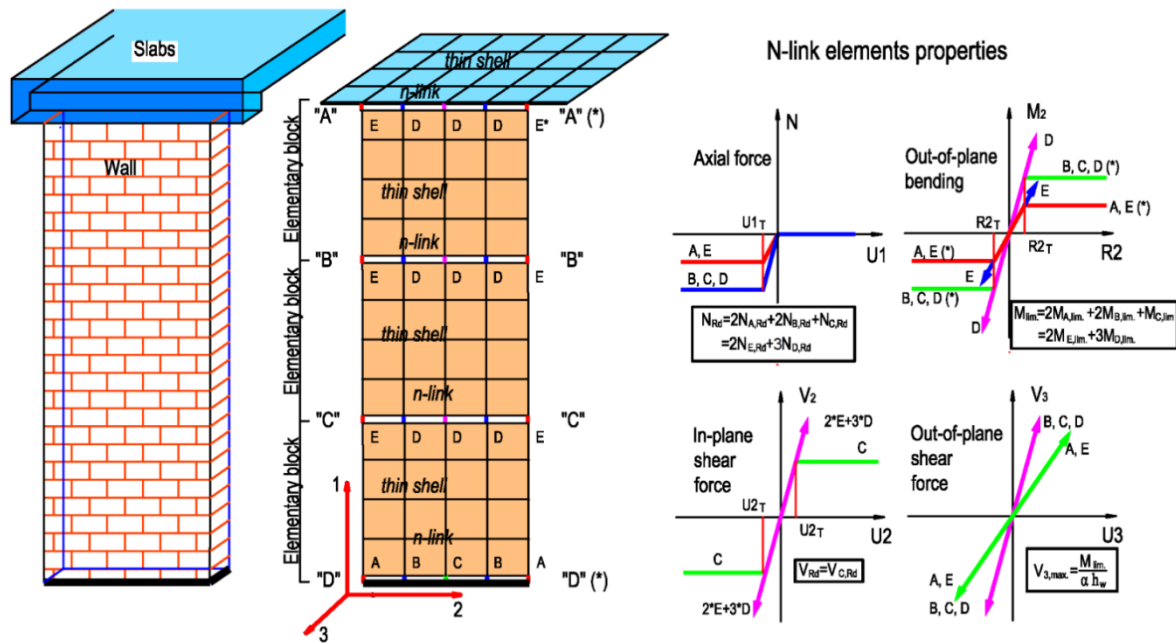 Slabs
Wall
Elementary block
Elementary block
Elementary block
thin shell
n-link
"A"
"A" (*)
E D D D E*
thin shell
n-link
"B"
"B"
E D D D E
thin shell
n-link
"C"
"C"
E D D D E
thin shell
n-link
A B C B A
"D"
"D" (*)
1
2
3
N-link elements properties
Axial force
N
U1T
U1
A, E
B, C, D
NRd=2NA,Rd+2NB,Rd+NC,Rd
=2NE,Rd+3ND,Rd
Out-of-plane
bending
M2
D
B, C, D (*)
E
A, E (*)
R2T
R2T
R2
A, E (*)
E
B, C, D (*)
D
Mlim.=2MA,lim.+2MB,lim.+MC,lim
=2ME,lim.+3MD,lim.
In-plane
shear
force
V2
2*E+3*D
C
U2T
U2T
U2
C
2*E+3*D
VRd=VC,Rd
Out-of-plane
shear
force
V3
B, C, D
A, E
U3
A, E
B, C, D
V3,max.=Mlim.
α hw